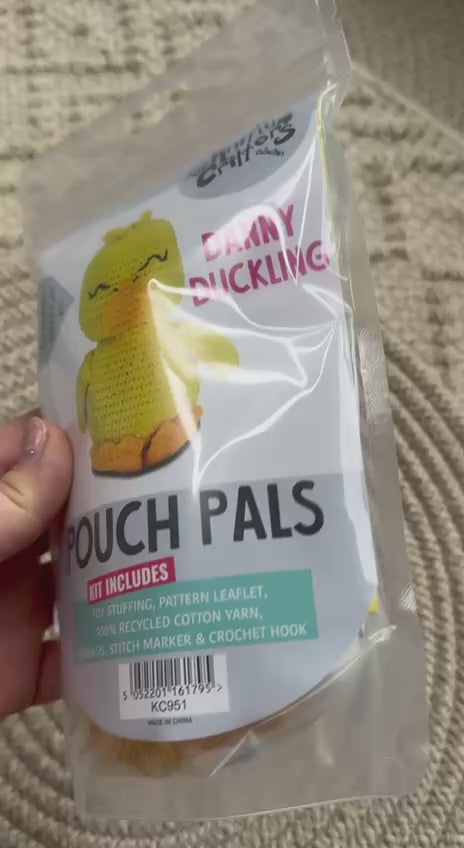 Critters
DANNY
DUCKLING
POUCH PALS
KIT INCLUDES
TOY STUFFING, PATTERN LEAFLET,
100% RECYCLED COTTON YARN,
STITCH MARKER & CROCHET HOOK
5 052201 161795 >
KC951
MADE IN CHINA